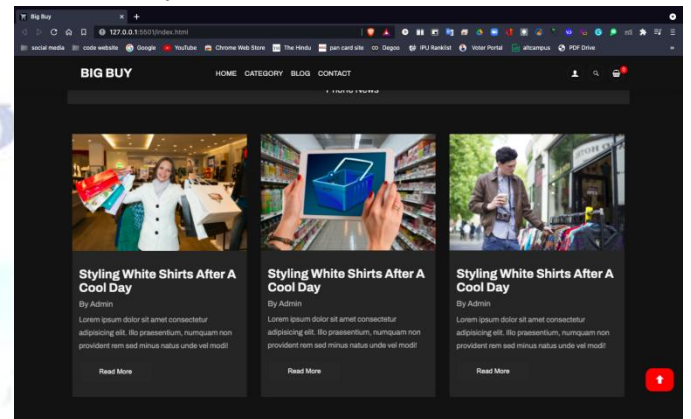 Big Buy
127.0.0.1:5501/index.html
social media code website Google YouTube Chrome Web Store The Hindu pan card site Oegoo IPU Ranklist Voter Portal altcampus PDF Drive
BIG BUY HOME CATEGORY BLOG CONTACT
Phone News
Styling White Shirts After A
Cool Day
By Admin
Lorem ipsum dolor sit amet consectetur
adipisicing elit. Illo praesentium, numquam non
provident rem sed minus natus unde vel modi!
Read More
Styling White Shirts After A
Cool Day
By Admin
Lorem ipsum dolor sit amet consectetur
adipisicing elit. Illo praesentium, numquam non
provident rem sed minus natus unde vel modi!
Read More
Styling White Shirts After A
Cool Day
By Admin
Lorem ipsum dolor sit amet consectetur
adipisicing elit. Illo praesentium, numquam non
provident rem sed minus natus unde vel modi!
Read More